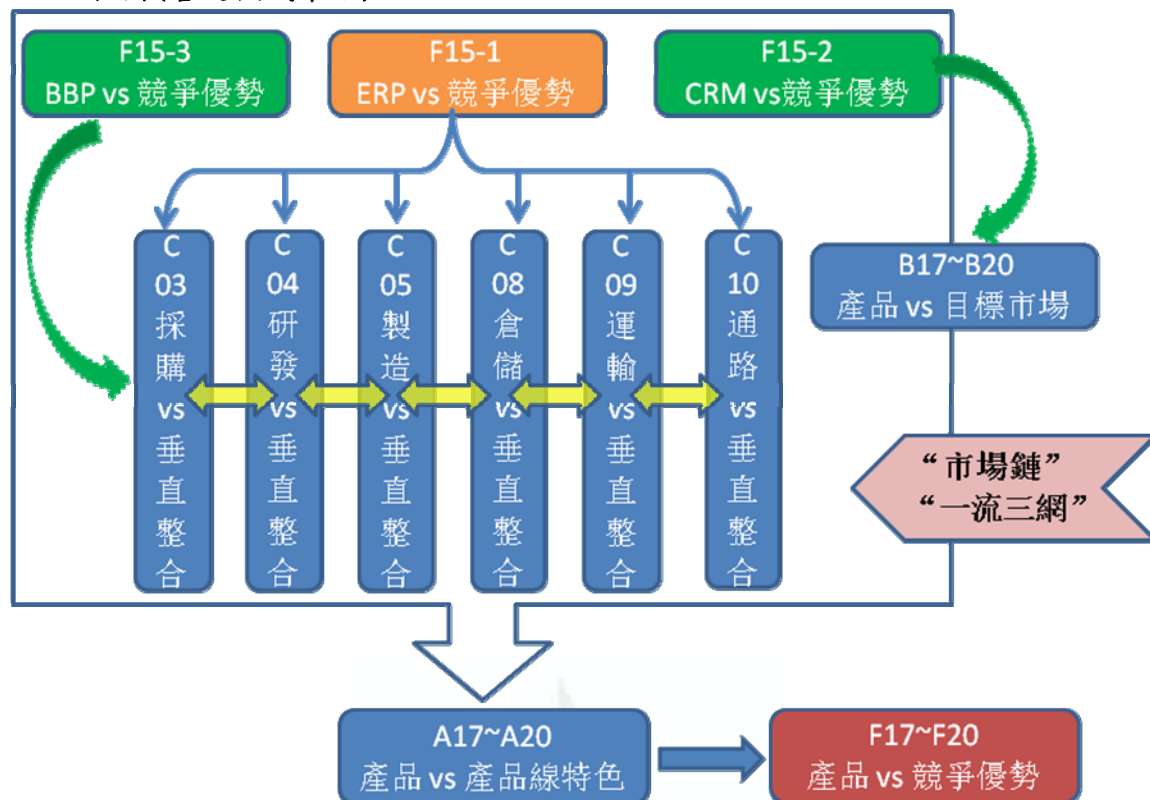 F15-3
BBP vs 競爭優勢
F15-1
ERP vs 競爭優勢
F15-2
CRM vs競爭優勢
C
03
採
購
vs
垂
直
整
合
C
04
研
發
vs
垂
直
整
合
C
05
製
造
vs
垂
直
整
合
C
08
倉
儲
vs
垂
直
整
合
C
09
運
輸
vs
垂
直
整
合
C
10
通
路
vs
垂
直
整
合
B17~B20
產品 vs 目標市場
“市場鏈”
“一流三網”
A17~A20
產品 vs 產品線特色
F17~F20
產品 vs 競爭優勢